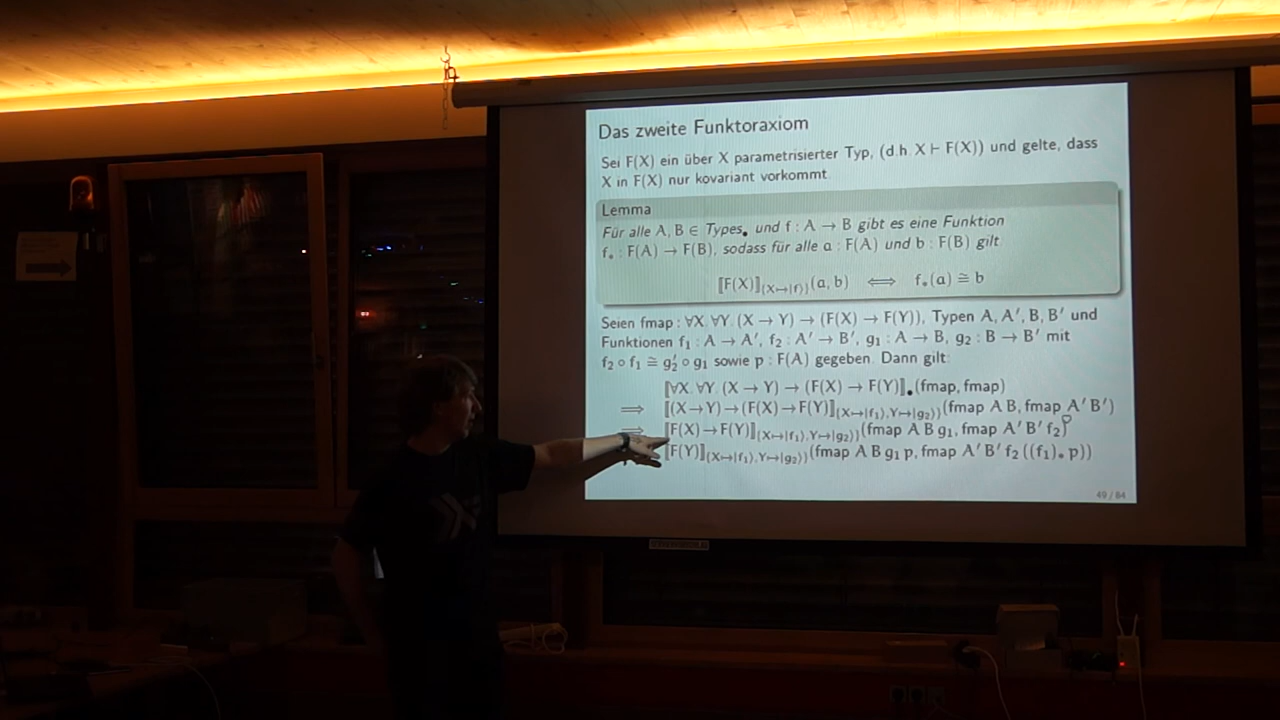 Das zweite Funktoraxiom
Sei F(X) ein über X parametrisierter Typ, (d.h. X ⊢ F(X)) und gelte, dass
X in F(X) nur kovariant vorkommt.
Lemma
Für alle A, B ∈ Types• und f : A → B gibt es eine Funktion
f∗ : F(A) → F(B), sodass für alle a : F(A) und b : F(B) gilt
⟦F(X)⟧(X↦|f⟩)(a, b) ⟺ f∗(a) ≅ b
Seien fmap : ∀X. ∀Y. (X → Y) → (F(X) → F(Y)), Typen A, A′, B, B′ und
Funktionen f₁ : A → A′, f₂ : A′ → B′, g₁ : A → B, g₂ : B → B′ mit
f₂ ∘ f₁ ≅ g₂′ ∘ g₁ sowie p : F(A) gegeben. Dann gilt:
⟦∀X. ∀Y. (X → Y) → (F(X) → F(Y)⟧•(fmap, fmap)
⟹ ⟦(X→Y)→(F(X)→F(Y)⟧(X↦|f₁⟩,Y↦|g₂⟩)(fmap A B, fmap A′ B′)
⟹ ⟦F(X)→F(Y)⟧(X↦|f₁⟩,Y↦|g₂⟩)(fmap A B g₁, fmap A′ B′ f₂)
⟦F(Y)⟧(X↦|f₁⟩,Y↦|g₂⟩)(fmap A B g₁ p, fmap A′ B′ f₂ ((f₁)∗ p))
49 / 84